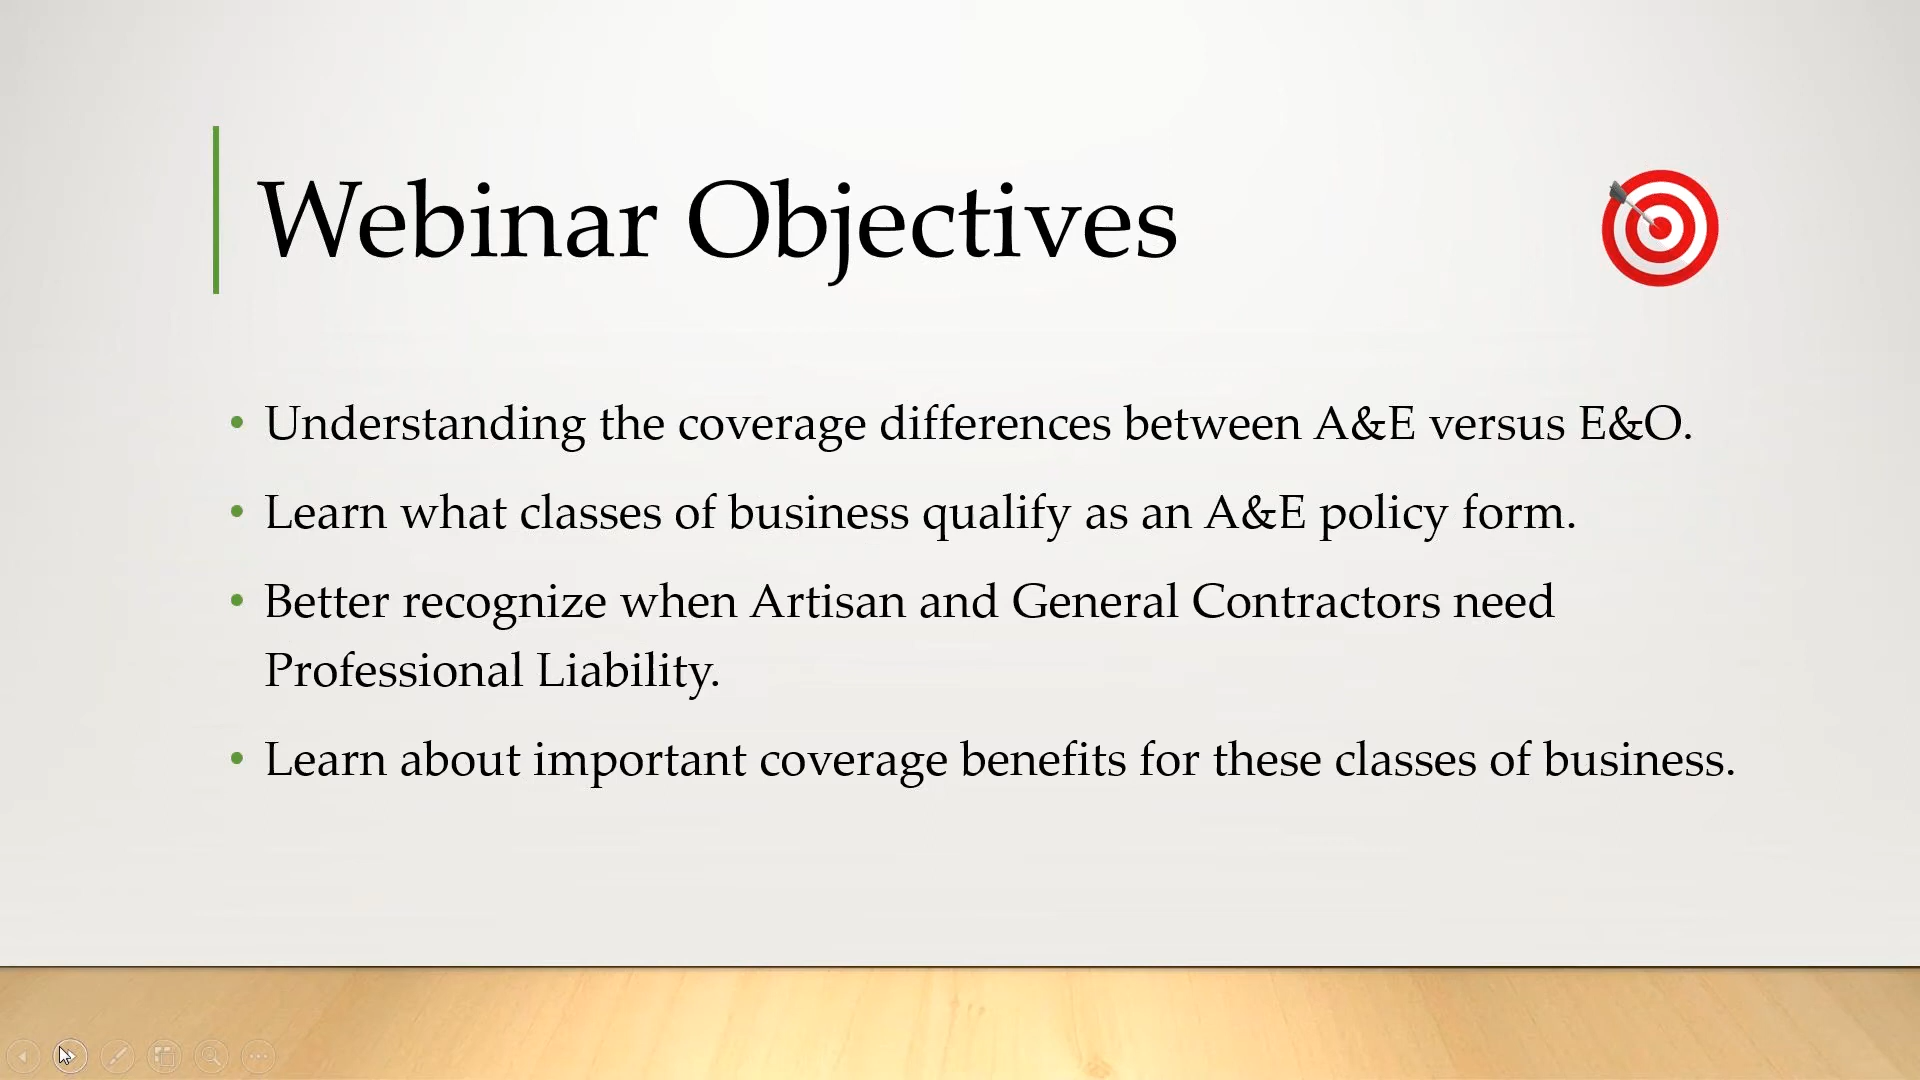 Webinar Objectives
• Understanding the coverage differences between A&E versus E&O.
• Learn what classes of business qualify as an A&E policy form.
• Better recognize when Artisan and General Contractors need
Professional Liability.
• Learn about important coverage benefits for these classes of business.